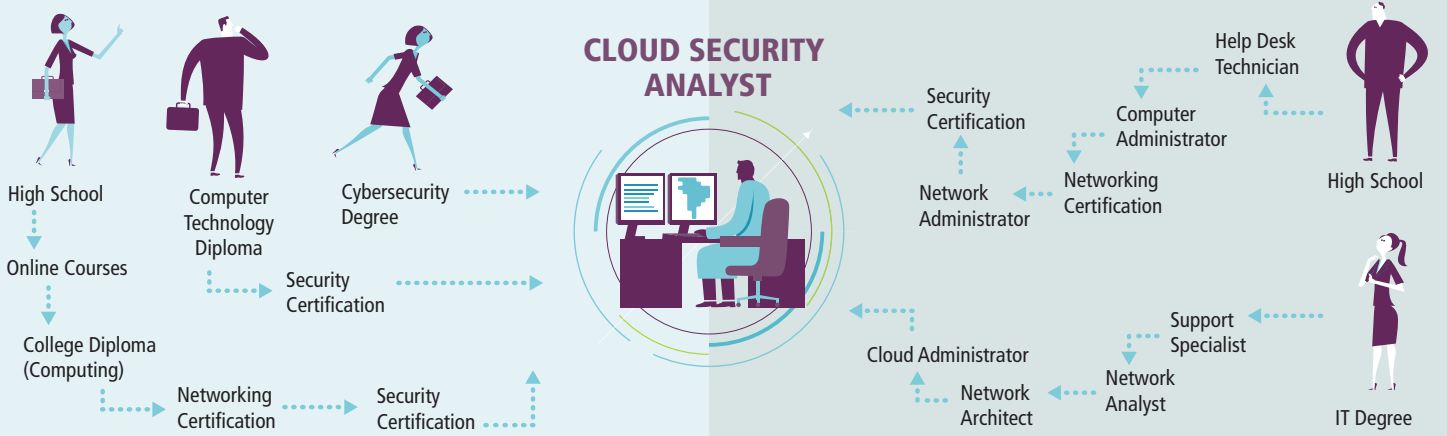 CLOUD SECURITY
ANALYST
High School
Online Courses
College Diploma
(Computing)
Networking
Certification
Security
Certification
Computer
Technology
Diploma
Security
Certification
Cybersecurity
Degree
High School
Help Desk
Technician
Computer
Administrator
Networking
Certification
Network
Administrator
Security
Certification
IT Degree
Support
Specialist
Network
Analyst
Network
Architect
Cloud Administrator